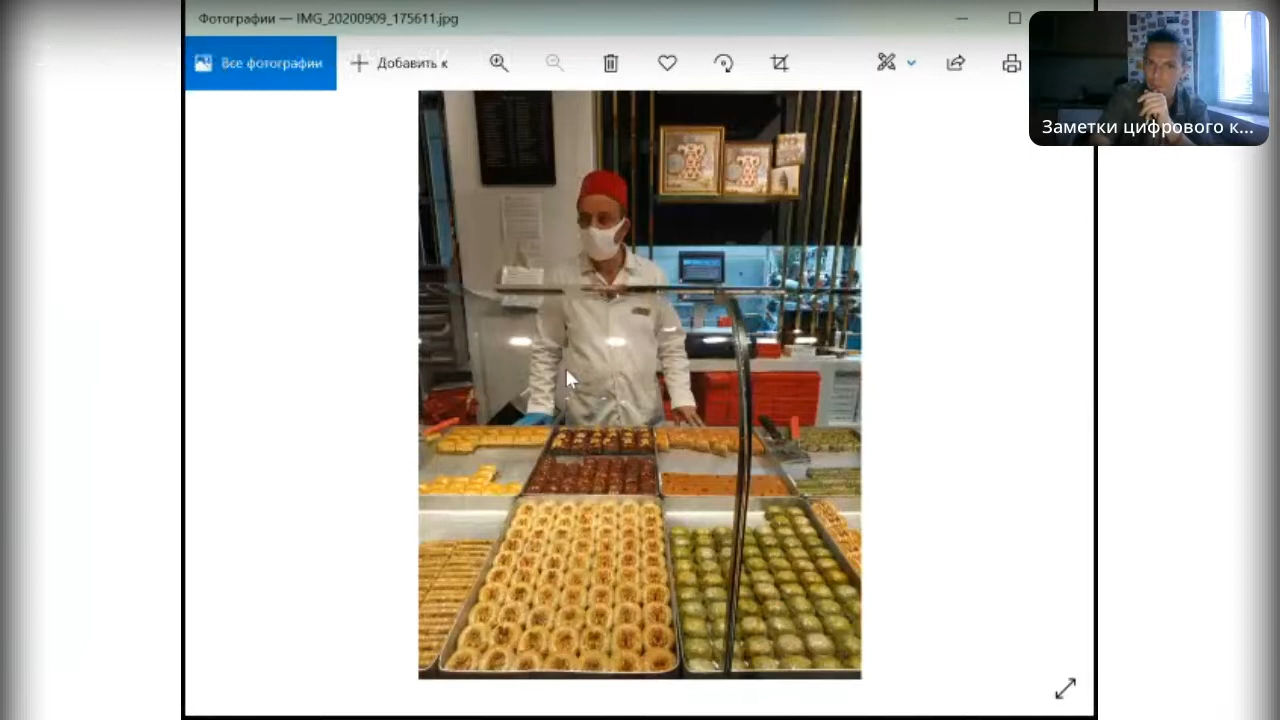 Фотографии — IMG_20200909_175611.jpg
Все фотографии
Добавить к
Заметки цифрового к...